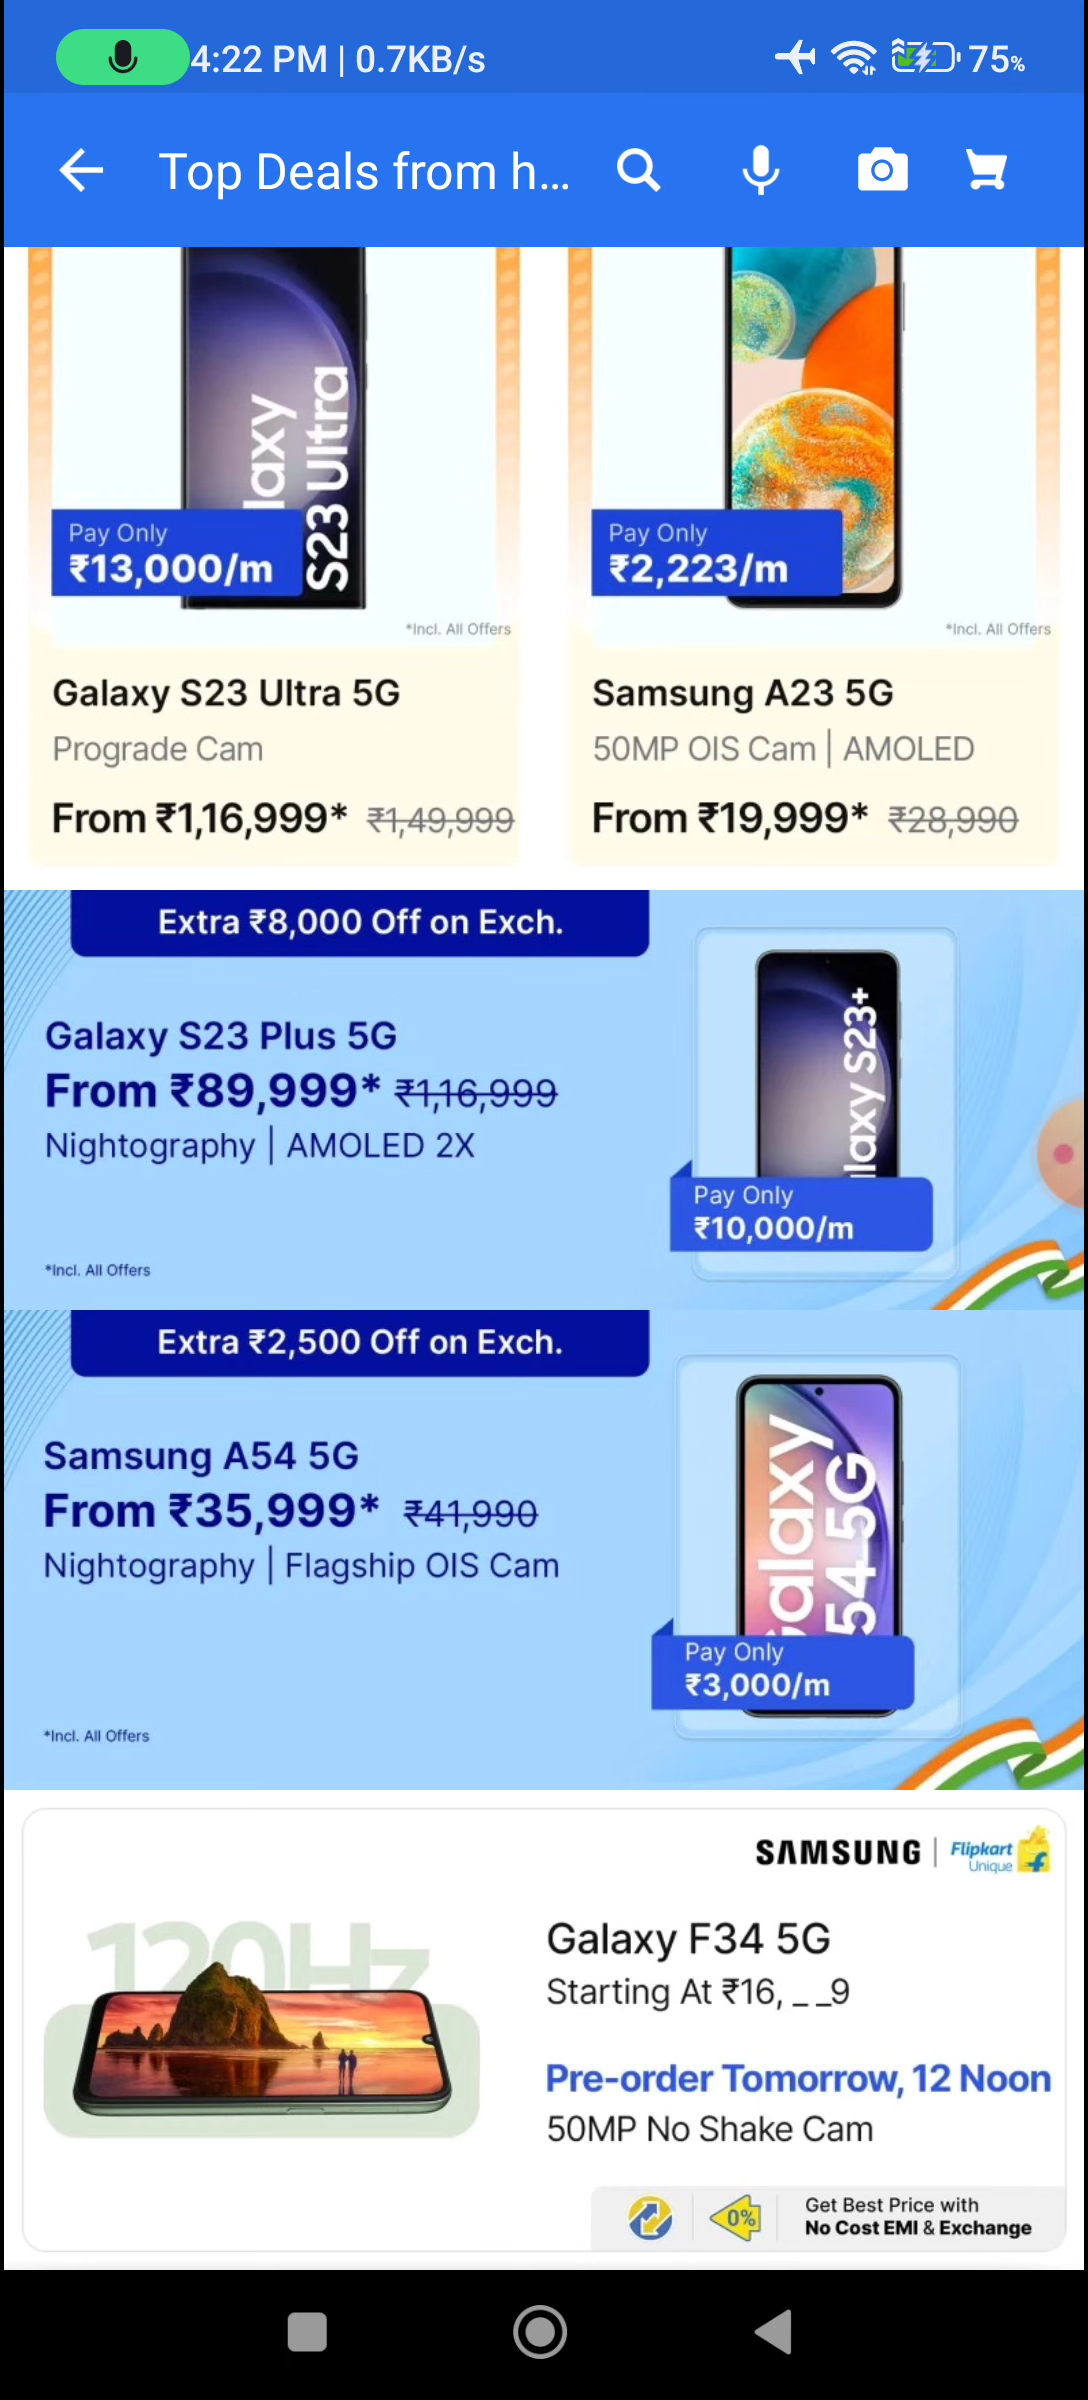 4:22 PM | 0.7KB/s
75%
Top Deals from h...
laxy
S23 Ultra
Pay Only
₹13,000/m
*Incl. All Offers
Galaxy S23 Ultra 5G
Prograde Cam
From ₹1,16,999* ₹1,49,999
Pay Only
₹2,223/m
*Incl. All Offers
Samsung A23 5G
50MP OIS Cam | AMOLED
From ₹19,999* ₹28,990
Extra ₹8,000 Off on Exch.
Galaxy S23 Plus 5G
From ₹89,999* ₹1,16,999
Nightography | AMOLED 2X
*Incl. All Offers
laxy S23+
Pay Only
₹10,000/m
Extra ₹2,500 Off on Exch.
Samsung A54 5G
From ₹35,999* ₹41,990
Nightography | Flagship OIS Cam
*Incl. All Offers
alaxy
54 5G
Pay Only
₹3,000/m
SAMSUNG | Flipkart
Unique
120Hz
Galaxy F34 5G
Starting At ₹16, _ _9
Pre-order Tomorrow, 12 Noon
50MP No Shake Cam
0%
Get Best Price with
No Cost EMI & Exchange